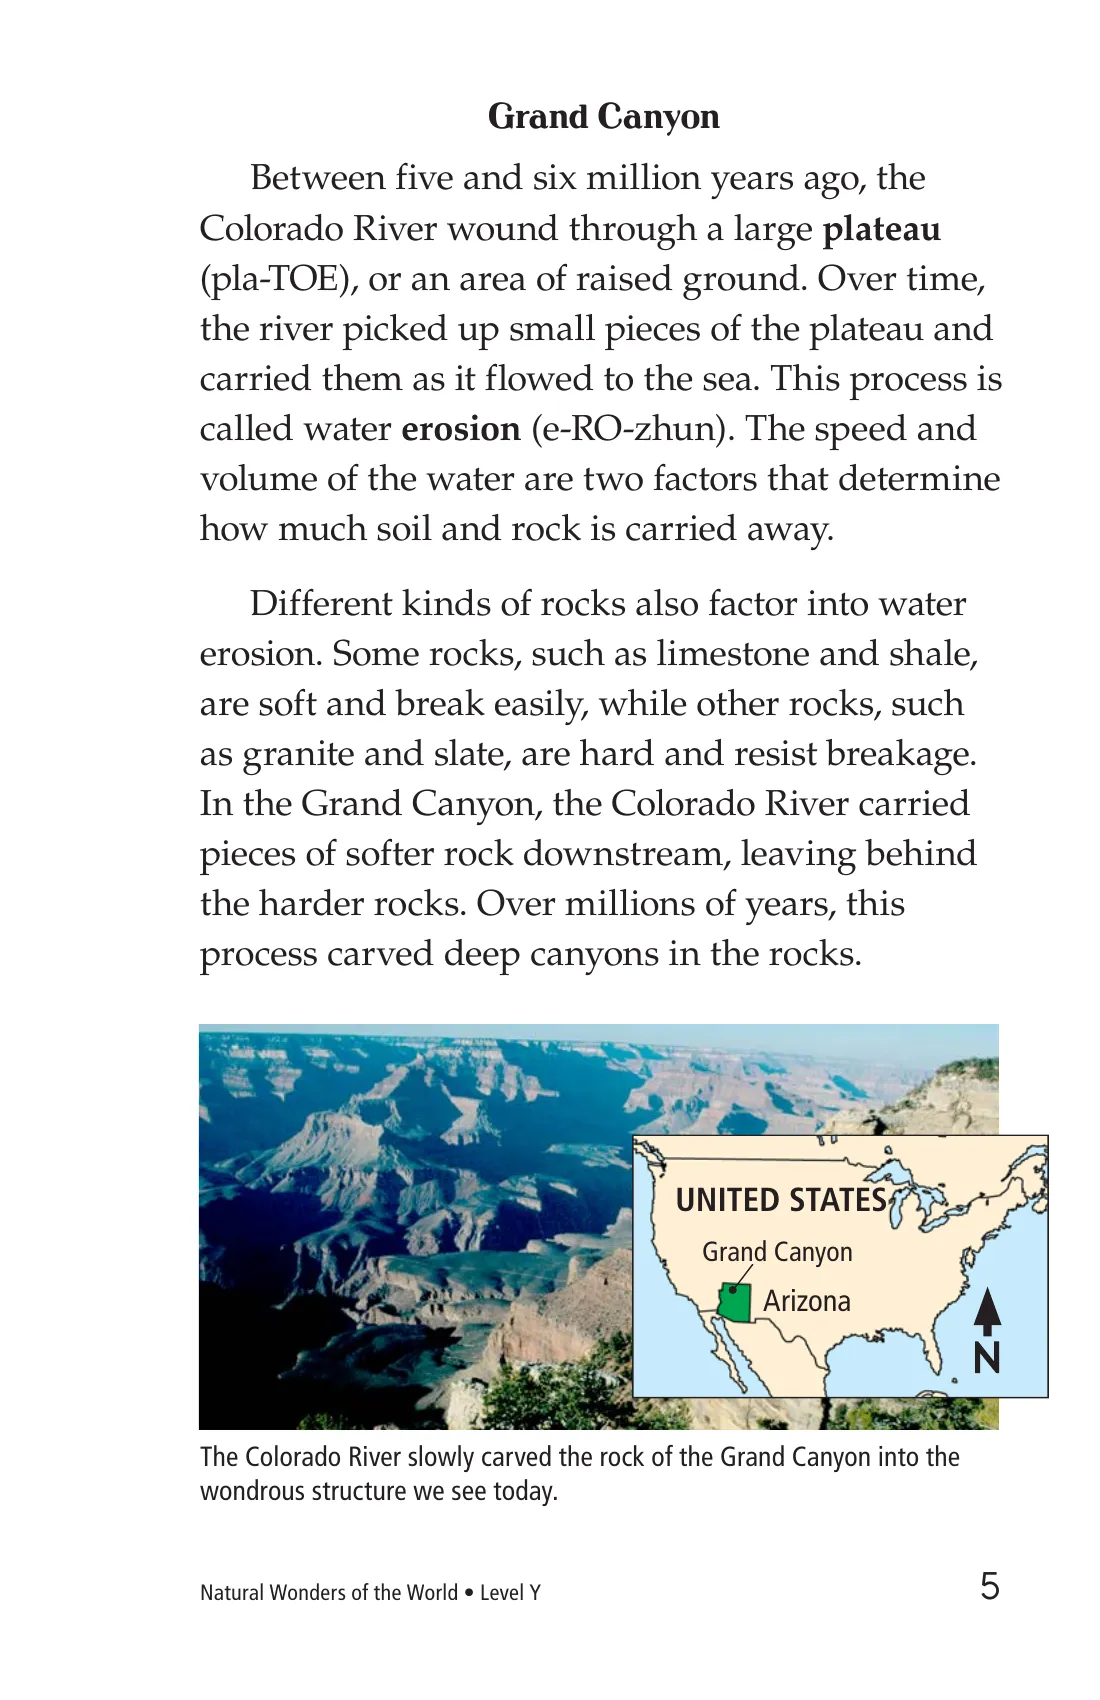 Grand Canyon
Between five and six million years ago, the
Colorado River wound through a large plateau
(pla-TOE), or an area of raised ground. Over time,
the river picked up small pieces of the plateau and
carried them as it flowed to the sea. This process is
called water erosion (e-RO-zhun). The speed and
volume of the water are two factors that determine
how much soil and rock is carried away.
Different kinds of rocks also factor into water
erosion. Some rocks, such as limestone and shale,
are soft and break easily, while other rocks, such
as granite and slate, are hard and resist breakage.
In the Grand Canyon, the Colorado River carried
pieces of softer rock downstream, leaving behind
the harder rocks. Over millions of years, this
process carved deep canyons in the rocks.
UNITED STATES
Grand Canyon
Arizona
N
The Colorado River slowly carved the rock of the Grand Canyon into the
wondrous structure we see today.
Natural Wonders of the World • Level Y
5